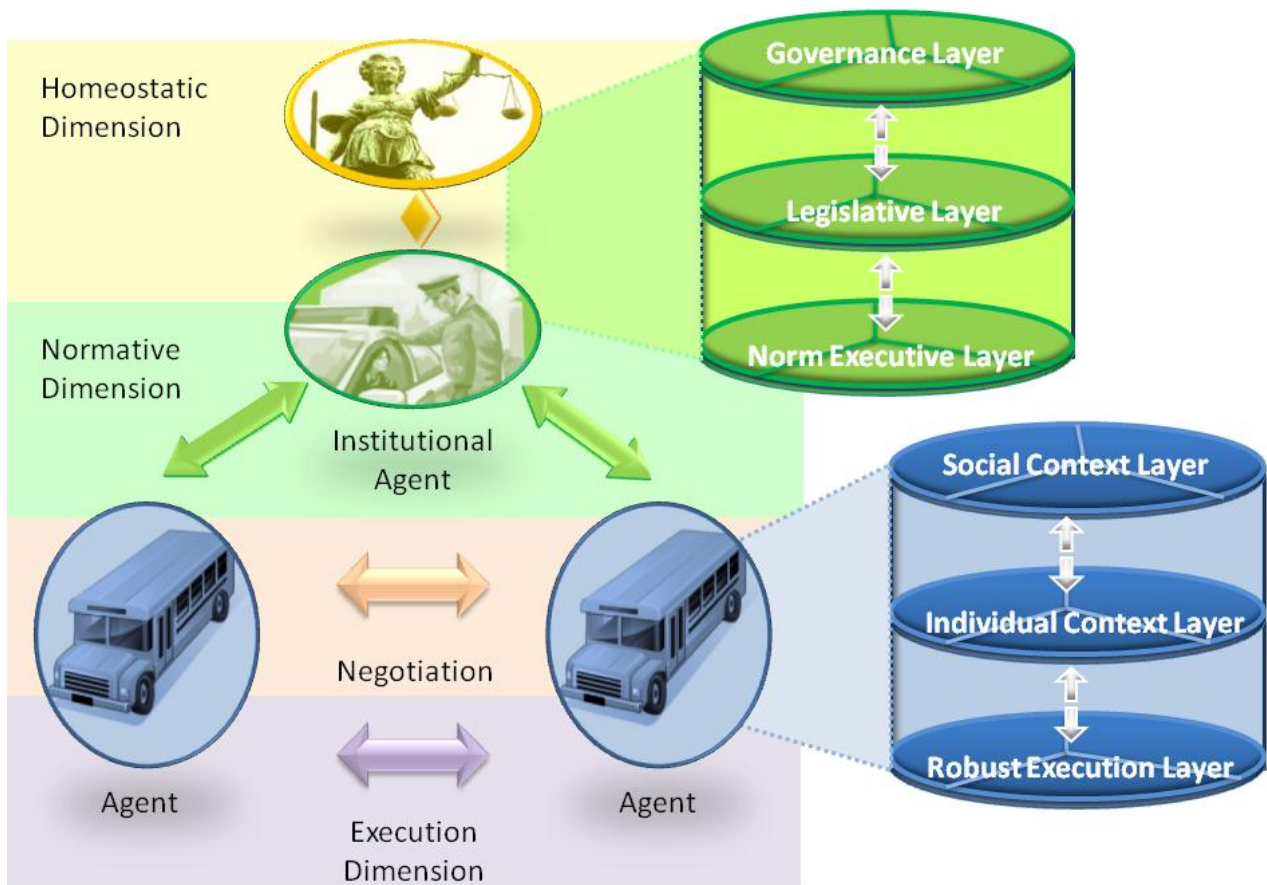 Homeostatic
Dimension
Normative
Dimension
Institutional
Agent
Negotiation
Agent
Agent
Execution
Dimension
Governance Layer
Legislative Layer
Norm Executive Layer
Social Context Layer
Individual Context Layer
Robust Execution Layer